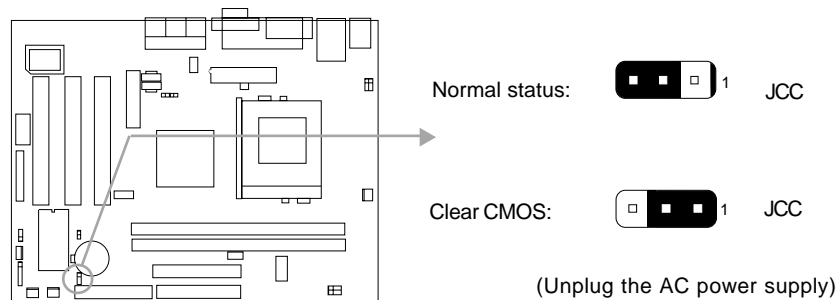 Normal status: 1 JCC
Clear CMOS: 1 JCC
(Unplug the AC power supply)